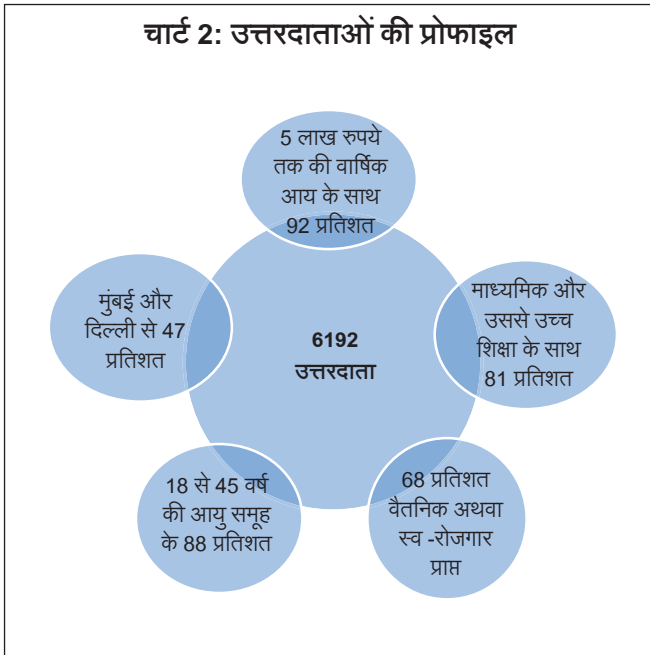 चार्ट 2: उत्तरदाताओं की प्रोफाइल
5 लाख रुपये
तक की वार्षिक
आय के साथ
92 प्रतिशत
माध्यमिक और
उससे उच्च
शिक्षा के साथ
81 प्रतिशत
68 प्रतिशत
वैतनिक अथवा
स्व -रोजगार
प्राप्त
18 से 45 वर्ष
की आयु समूह
के 88 प्रतिशत
मुंबई और
दिल्ली से 47
प्रतिशत
6192
उत्तरदाता